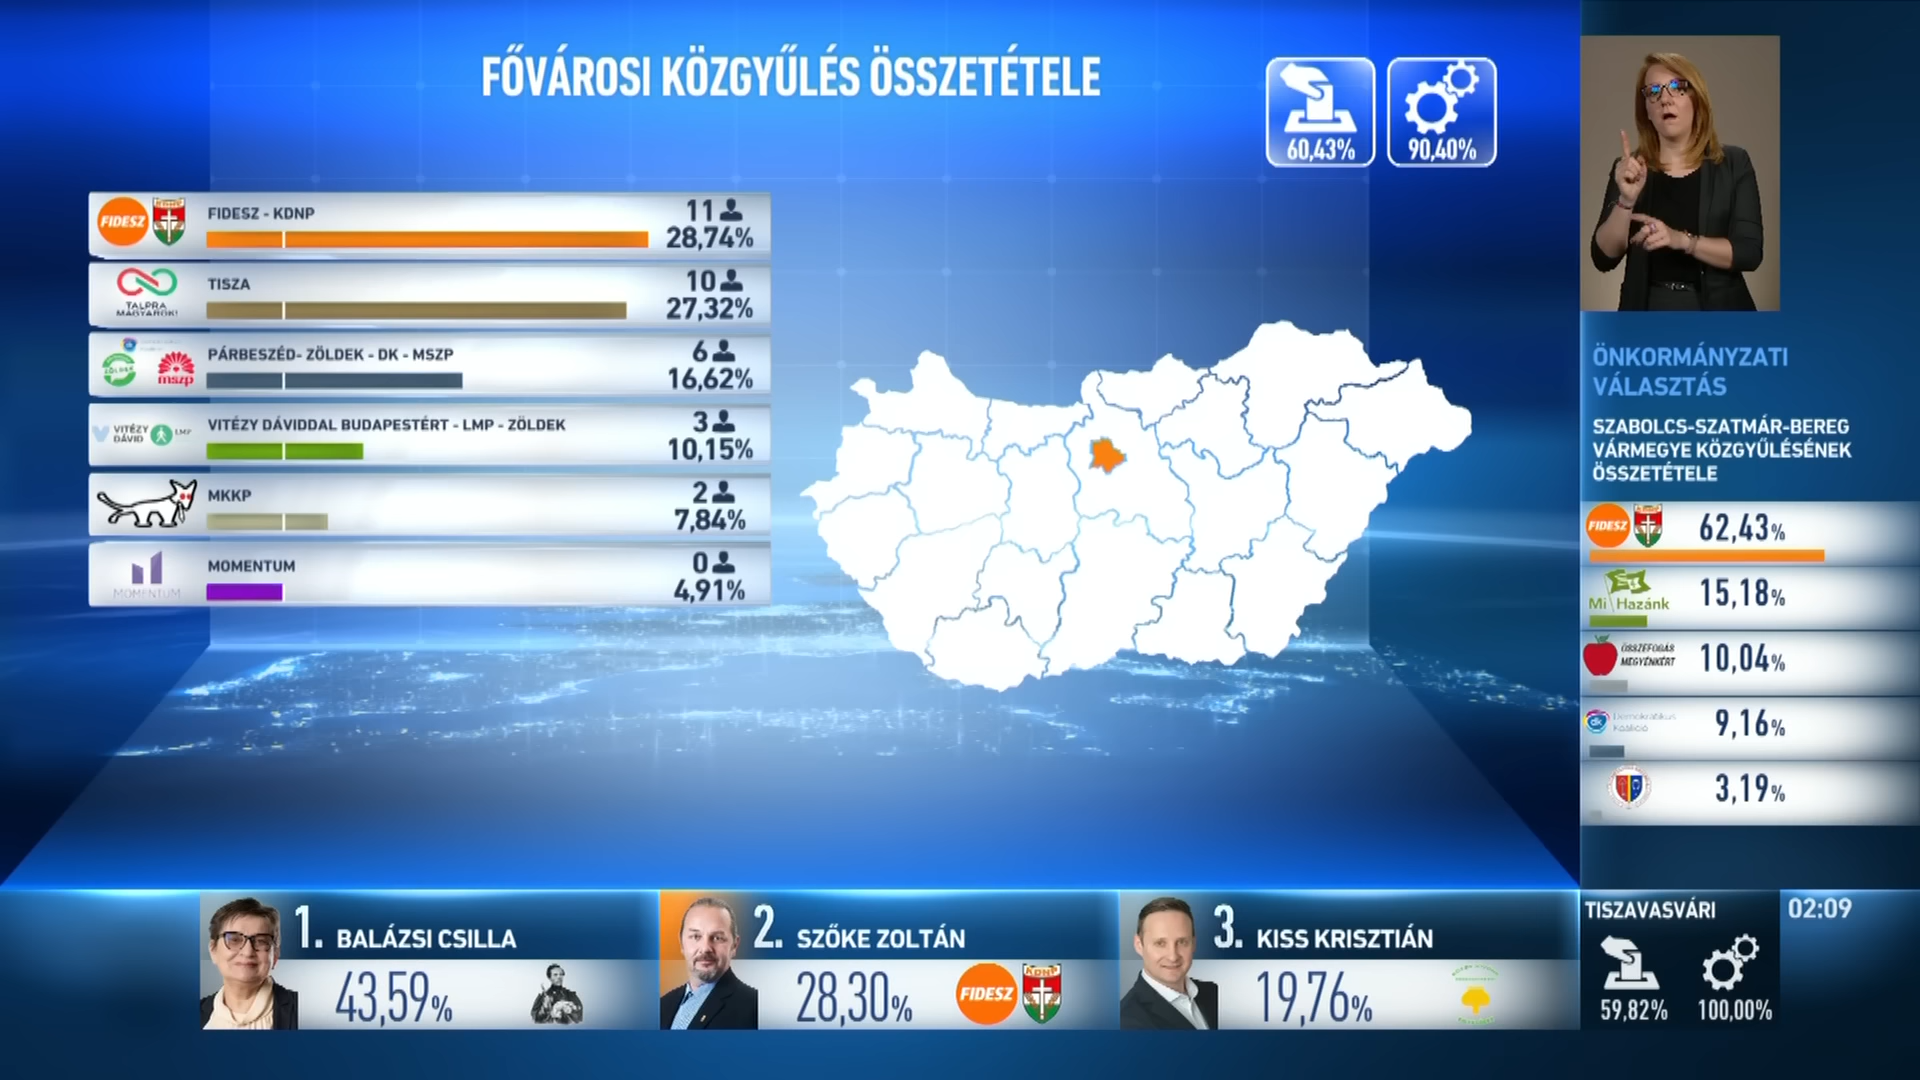 FŐVÁROSI KÖZGYŰLÉS ÖSSZETÉTELE
60,43%
90,40%
FIDESZ
FIDESZ - KDNP
11
28,74%
TALPRA
MAGYAROK!
TISZA
10
27,32%
mszp
PÁRBESZÉD- ZÖLDEK - DK - MSZP
6
16,62%
VITÉZY
DÁVID
LMP
VITÉZY DÁVIDDAL BUDAPESTÉRT - LMP - ZÖLDEK
3
10,15%
MKKP
2
7,84%
MOMENTUM
MOMENTUM
0
4,91%
ÖNKORMÁNYZATI
VÁLASZTÁS
SZABOLCS-SZATMÁR-BEREG
VÁRMEGYE KÖZGYŰLÉSÉNEK
ÖSSZETÉTELE
FIDESZ
62,43%
Mi Hazánk
15,18%
ÖSSZEFOGÁS
MEGYÉNKÉRT
10,04%
dk Demokratikus
Koalíció
9,16%
3,19%
1. BALÁZSI CSILLA
43,59%
2. SZŐKE ZOLTÁN
28,30%
FIDESZ
KDNP
3. KISS KRISZTIÁN
19,76%
TISZAVASVÁRI
59,82%
100,00%
02:09